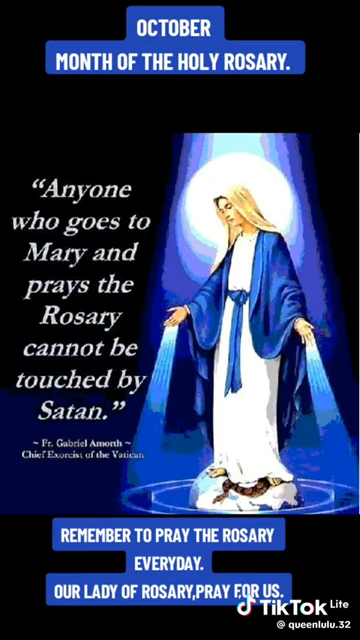 OCTOBER
MONTH OF THE HOLY ROSARY.
“Anyone
who goes to
Mary and
prays the
Rosary
cannot be
touched by
Satan.”
~ Fr. Gabriel Amorth ~
Chief Exorcist of the Vatican
REMEMBER TO PRAY THE ROSARY
EVERYDAY.
OUR LADY OF ROSARY,PRAY FOR US.
TikTok Lite
@ queenlulu.32